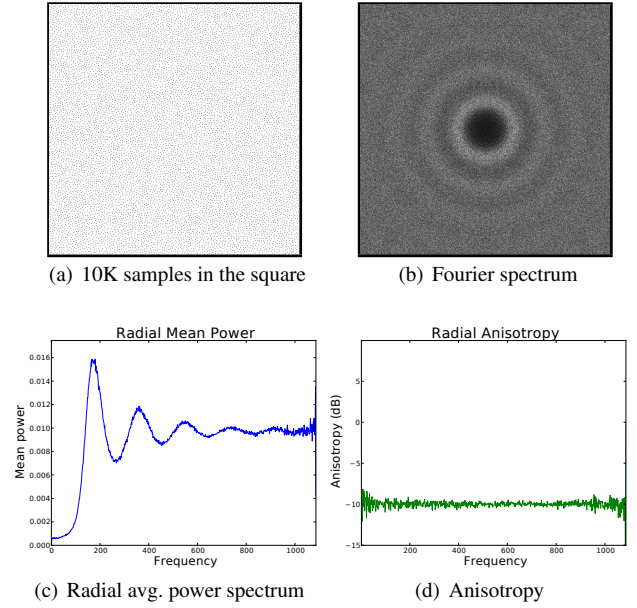 (a) 10K samples in the square
(b) Fourier spectrum
Radial Mean Power
Mean power
0.016
0.014
0.012
0.010
0.008
0.006
0.004
0.002
0.000
0 200 400 600 800 1000
Frequency
(c) Radial avg. power spectrum
Radial Anisotropy
Anisotropy (dB)
5
0
−5
−10
−15
200 400 600 800 1000
Frequency
(d) Anisotropy